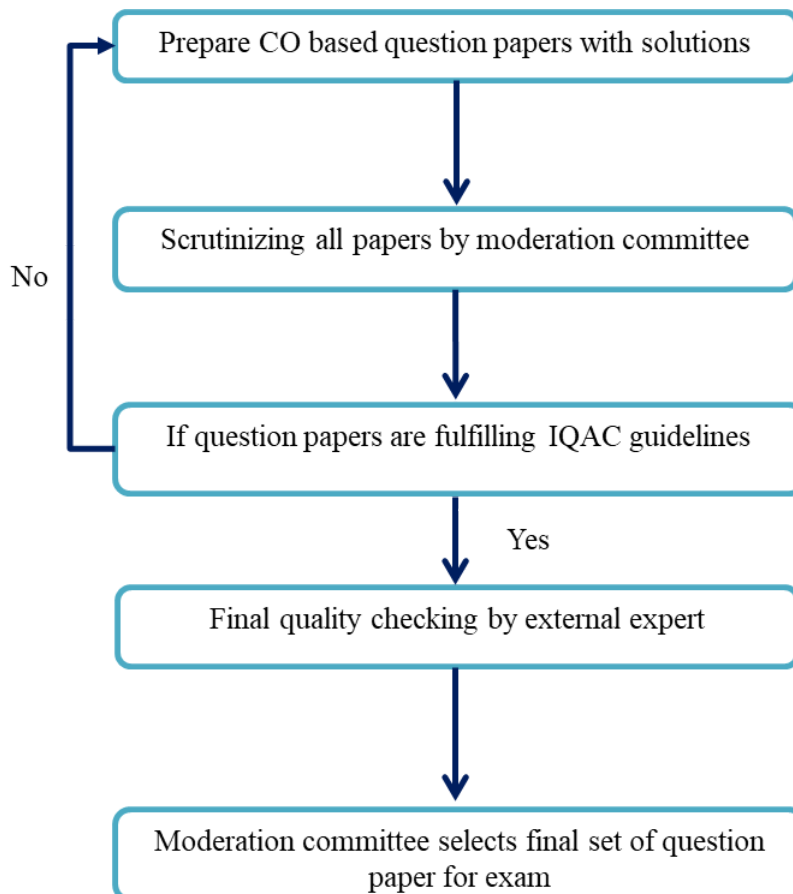 Prepare CO based question papers with solutions
Scrutinizing all papers by moderation committee
No
If question papers are fulfilling IQAC guidelines
Yes
Final quality checking by external expert
Moderation committee selects final set of question
paper for exam